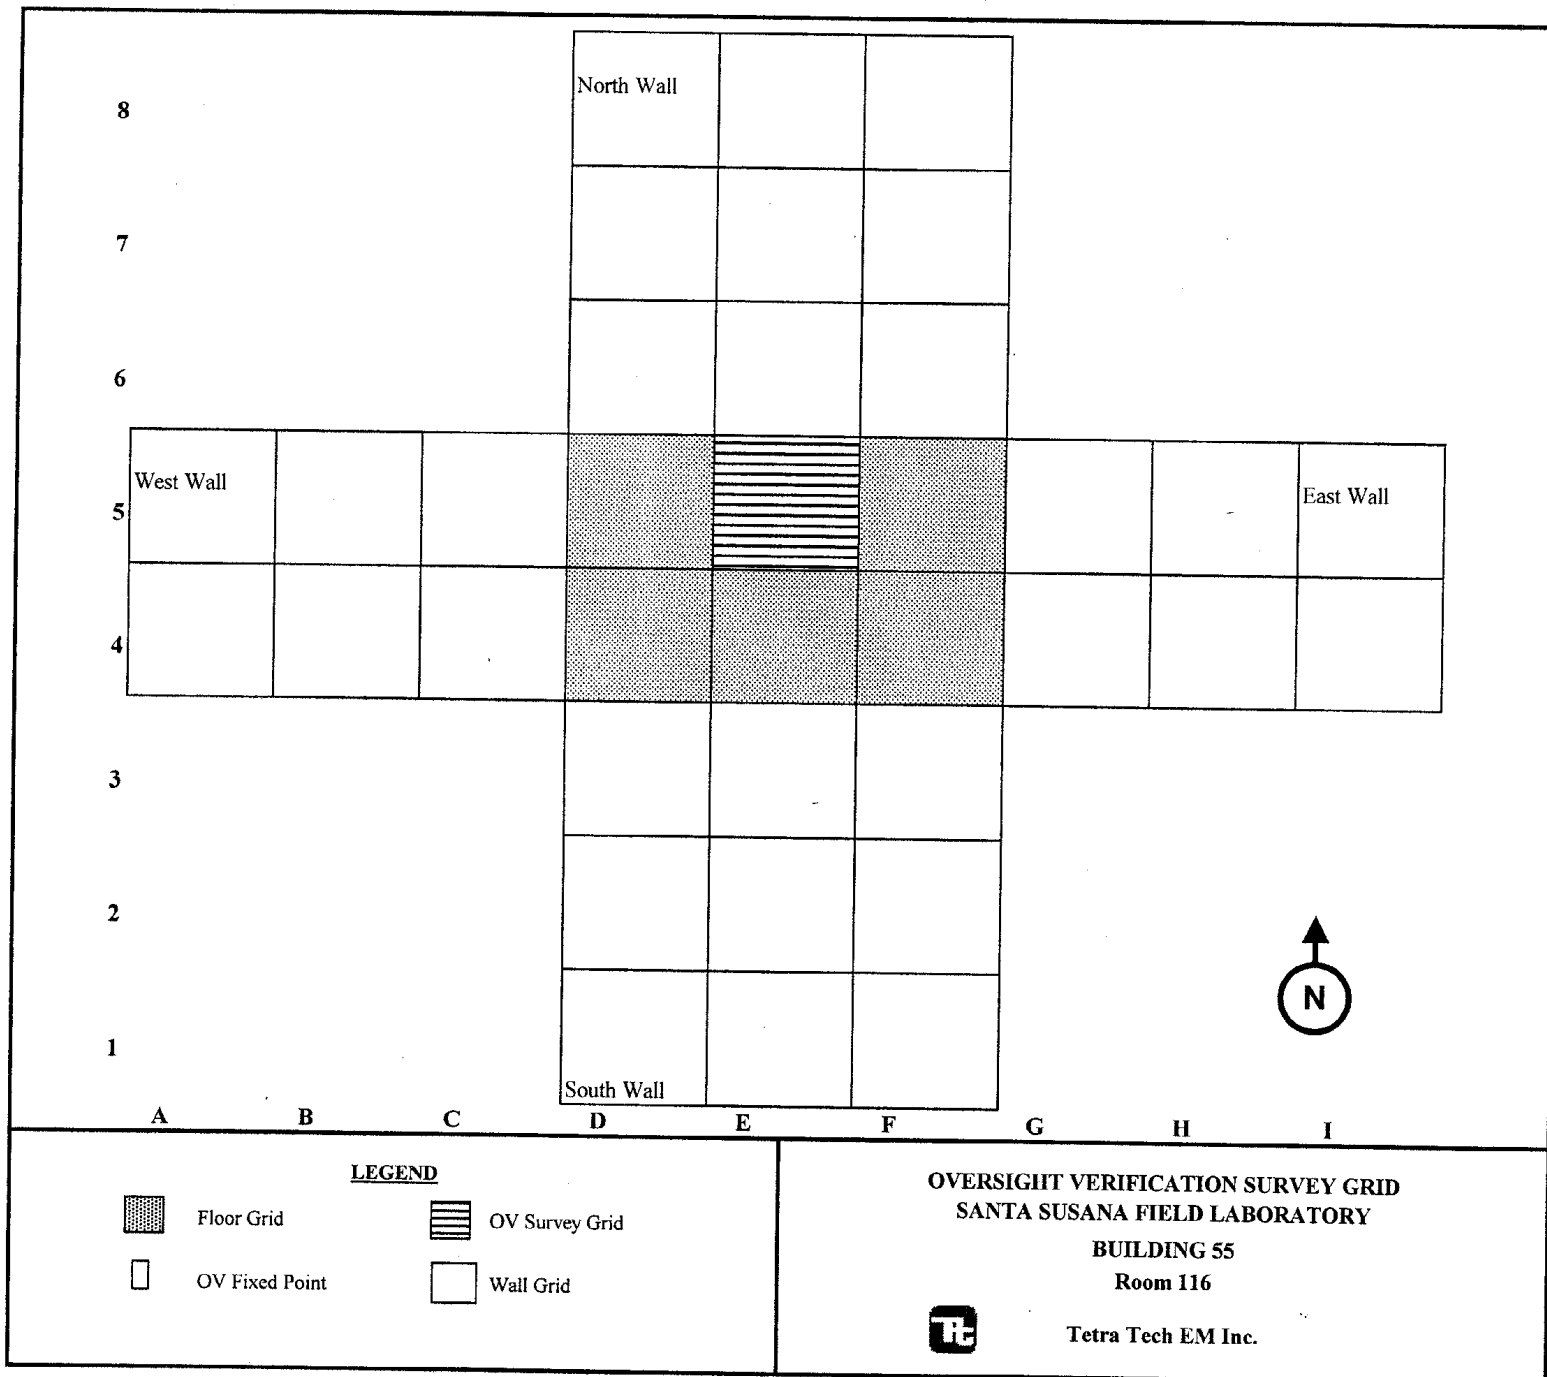 8
North Wall
7
6
West Wall
East Wall
5
4
3
2
N
1
South Wall
A B C D E F G H I
LEGEND
Floor Grid
OV Survey Grid
OV Fixed Point
Wall Grid
OVERSIGHT VERIFICATION SURVEY GRID
SANTA SUSANA FIELD LABORATORY
BUILDING 55
Room 116
Tt
Tetra Tech EM Inc.